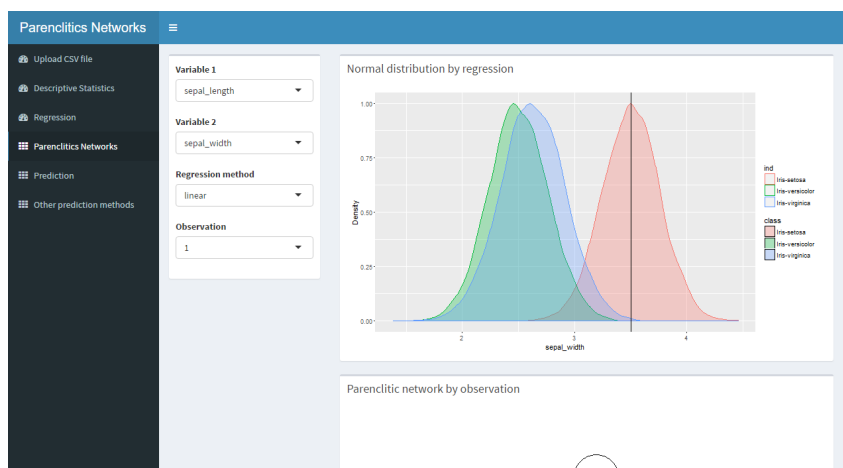 Parenclitics Networks
Upload CSV file
Descriptive Statistics
Regression
Parenclitics Networks
Prediction
Other prediction methods
Variable 1
sepal_length
Variable 2
sepal_width
Regression method
linear
Observation
1
Normal distribution by regression
1.00
0.75
0.50
0.25
0.00
Density
2
3
4
sepal_width
ind
Iris-setosa
Iris-versicolor
Iris-virginica
class
Iris-setosa
Iris-versicolor
Iris-virginica
Parenclitic network by observation